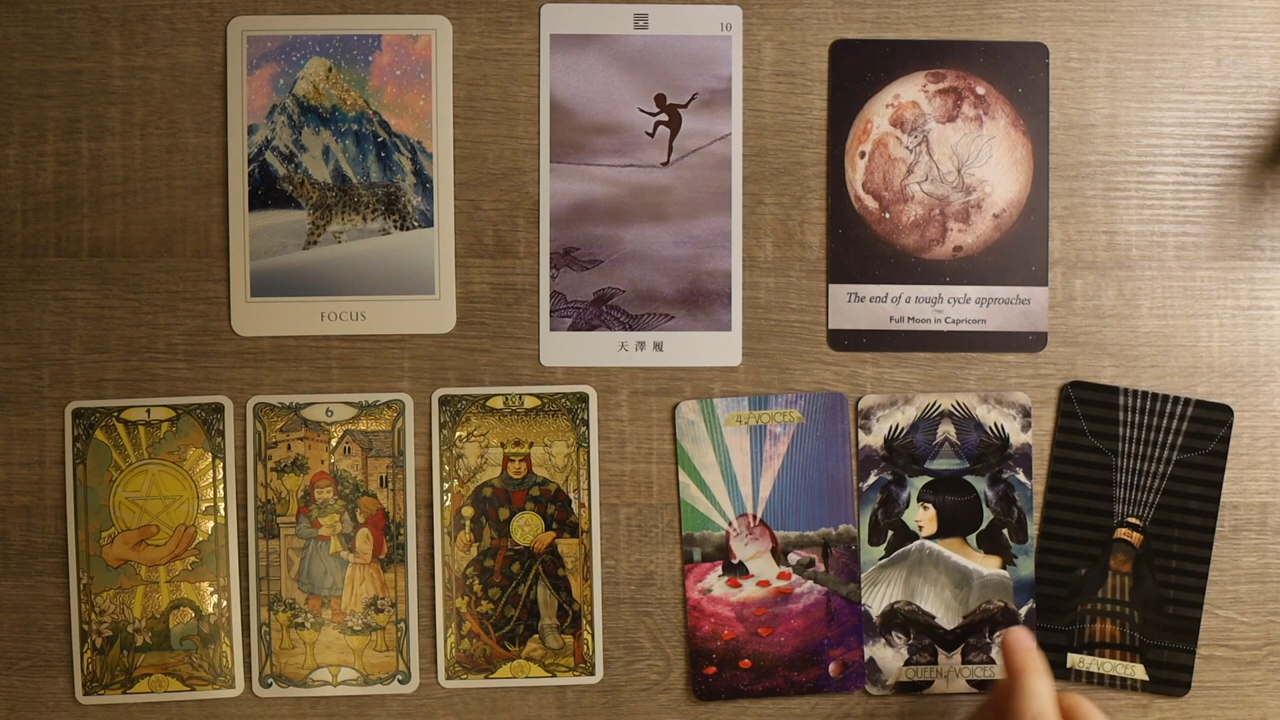 FOCUS
10
天澤履
The end of a tough cycle approaches
Full Moon in Capricorn
1
6
4 of VOICES
QUEEN of VOICES
8 of VOICES